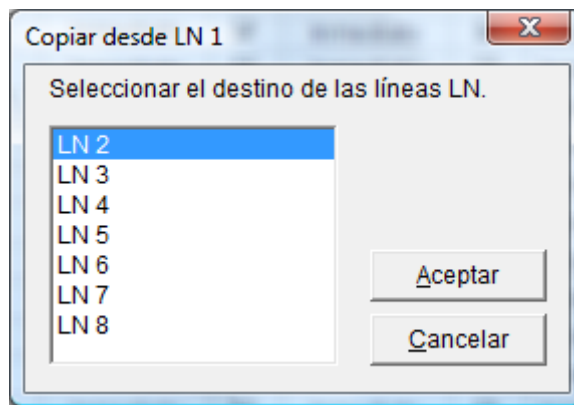 Copiar desde LN 1
Seleccionar el destino de las líneas LN.
LN 2
LN 3
LN 4
LN 5
LN 6
LN 7
LN 8
Aceptar
Cancelar